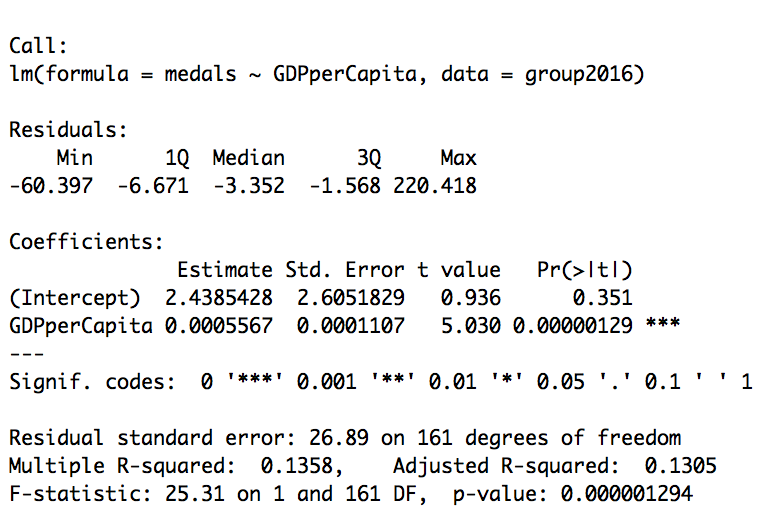 Call:
lm(formula = medals ~ GDPperCapita, data = group2016)
Residuals:
Min 1Q Median 3Q Max
-60.397 -6.671 -3.352 -1.568 220.418
Coefficients:
Estimate Std. Error t value Pr(>|t|)
(Intercept) 2.4385428 2.6051829 0.936 0.351
GDPperCapita 0.0005567 0.0001107 5.030 0.00000129 ***
---
Signif. codes: 0 '***' 0.001 '**' 0.01 '*' 0.05 '.' 0.1 ' ' 1
Residual standard error: 26.89 on 161 degrees of freedom
Multiple R-squared: 0.1358, Adjusted R-squared: 0.1305
F-statistic: 25.31 on 1 and 161 DF, p-value: 0.000001294